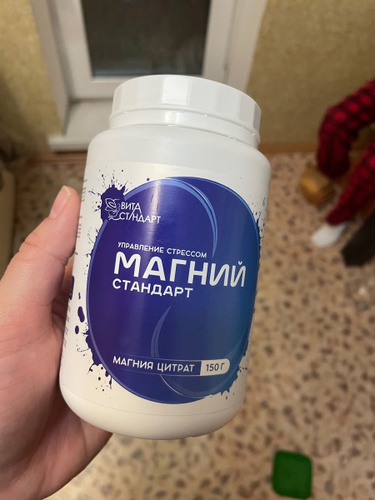 ВИТА
СТАНДАРТ
УПРАВЛЕНИЕ СТРЕССОМ
МАГНИЙ
СТАНДАРТ
МАГНИЯ ЦИТРАТ 150 Г